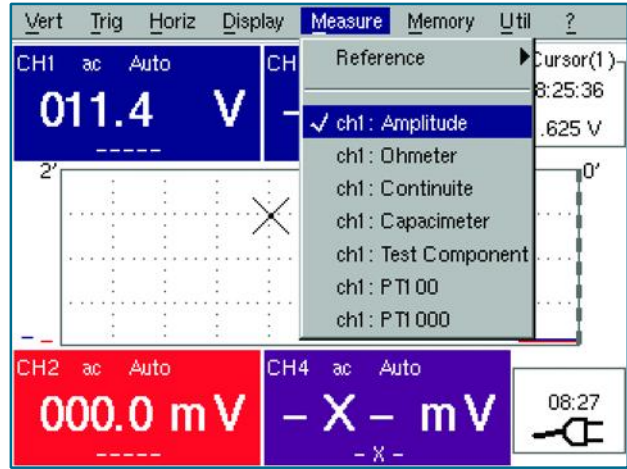 Vert Trig Horiz Display Measure Memory Util ?
CH1 ac Auto
011.4 V
-----
CH
Reference
✓ ch1 : Amplitude
ch1 : Ohmeter
ch1 : Continuite
ch1 : Capacimeter
ch1 : Test Component
ch1 : PT100
ch1 : PT1000
Cursor(1)
8:25:36
.625 V
2'
0'
CH2 ac Auto
000.0 mV
-----
CH4 ac Auto
- X - mV
- X -
08:27